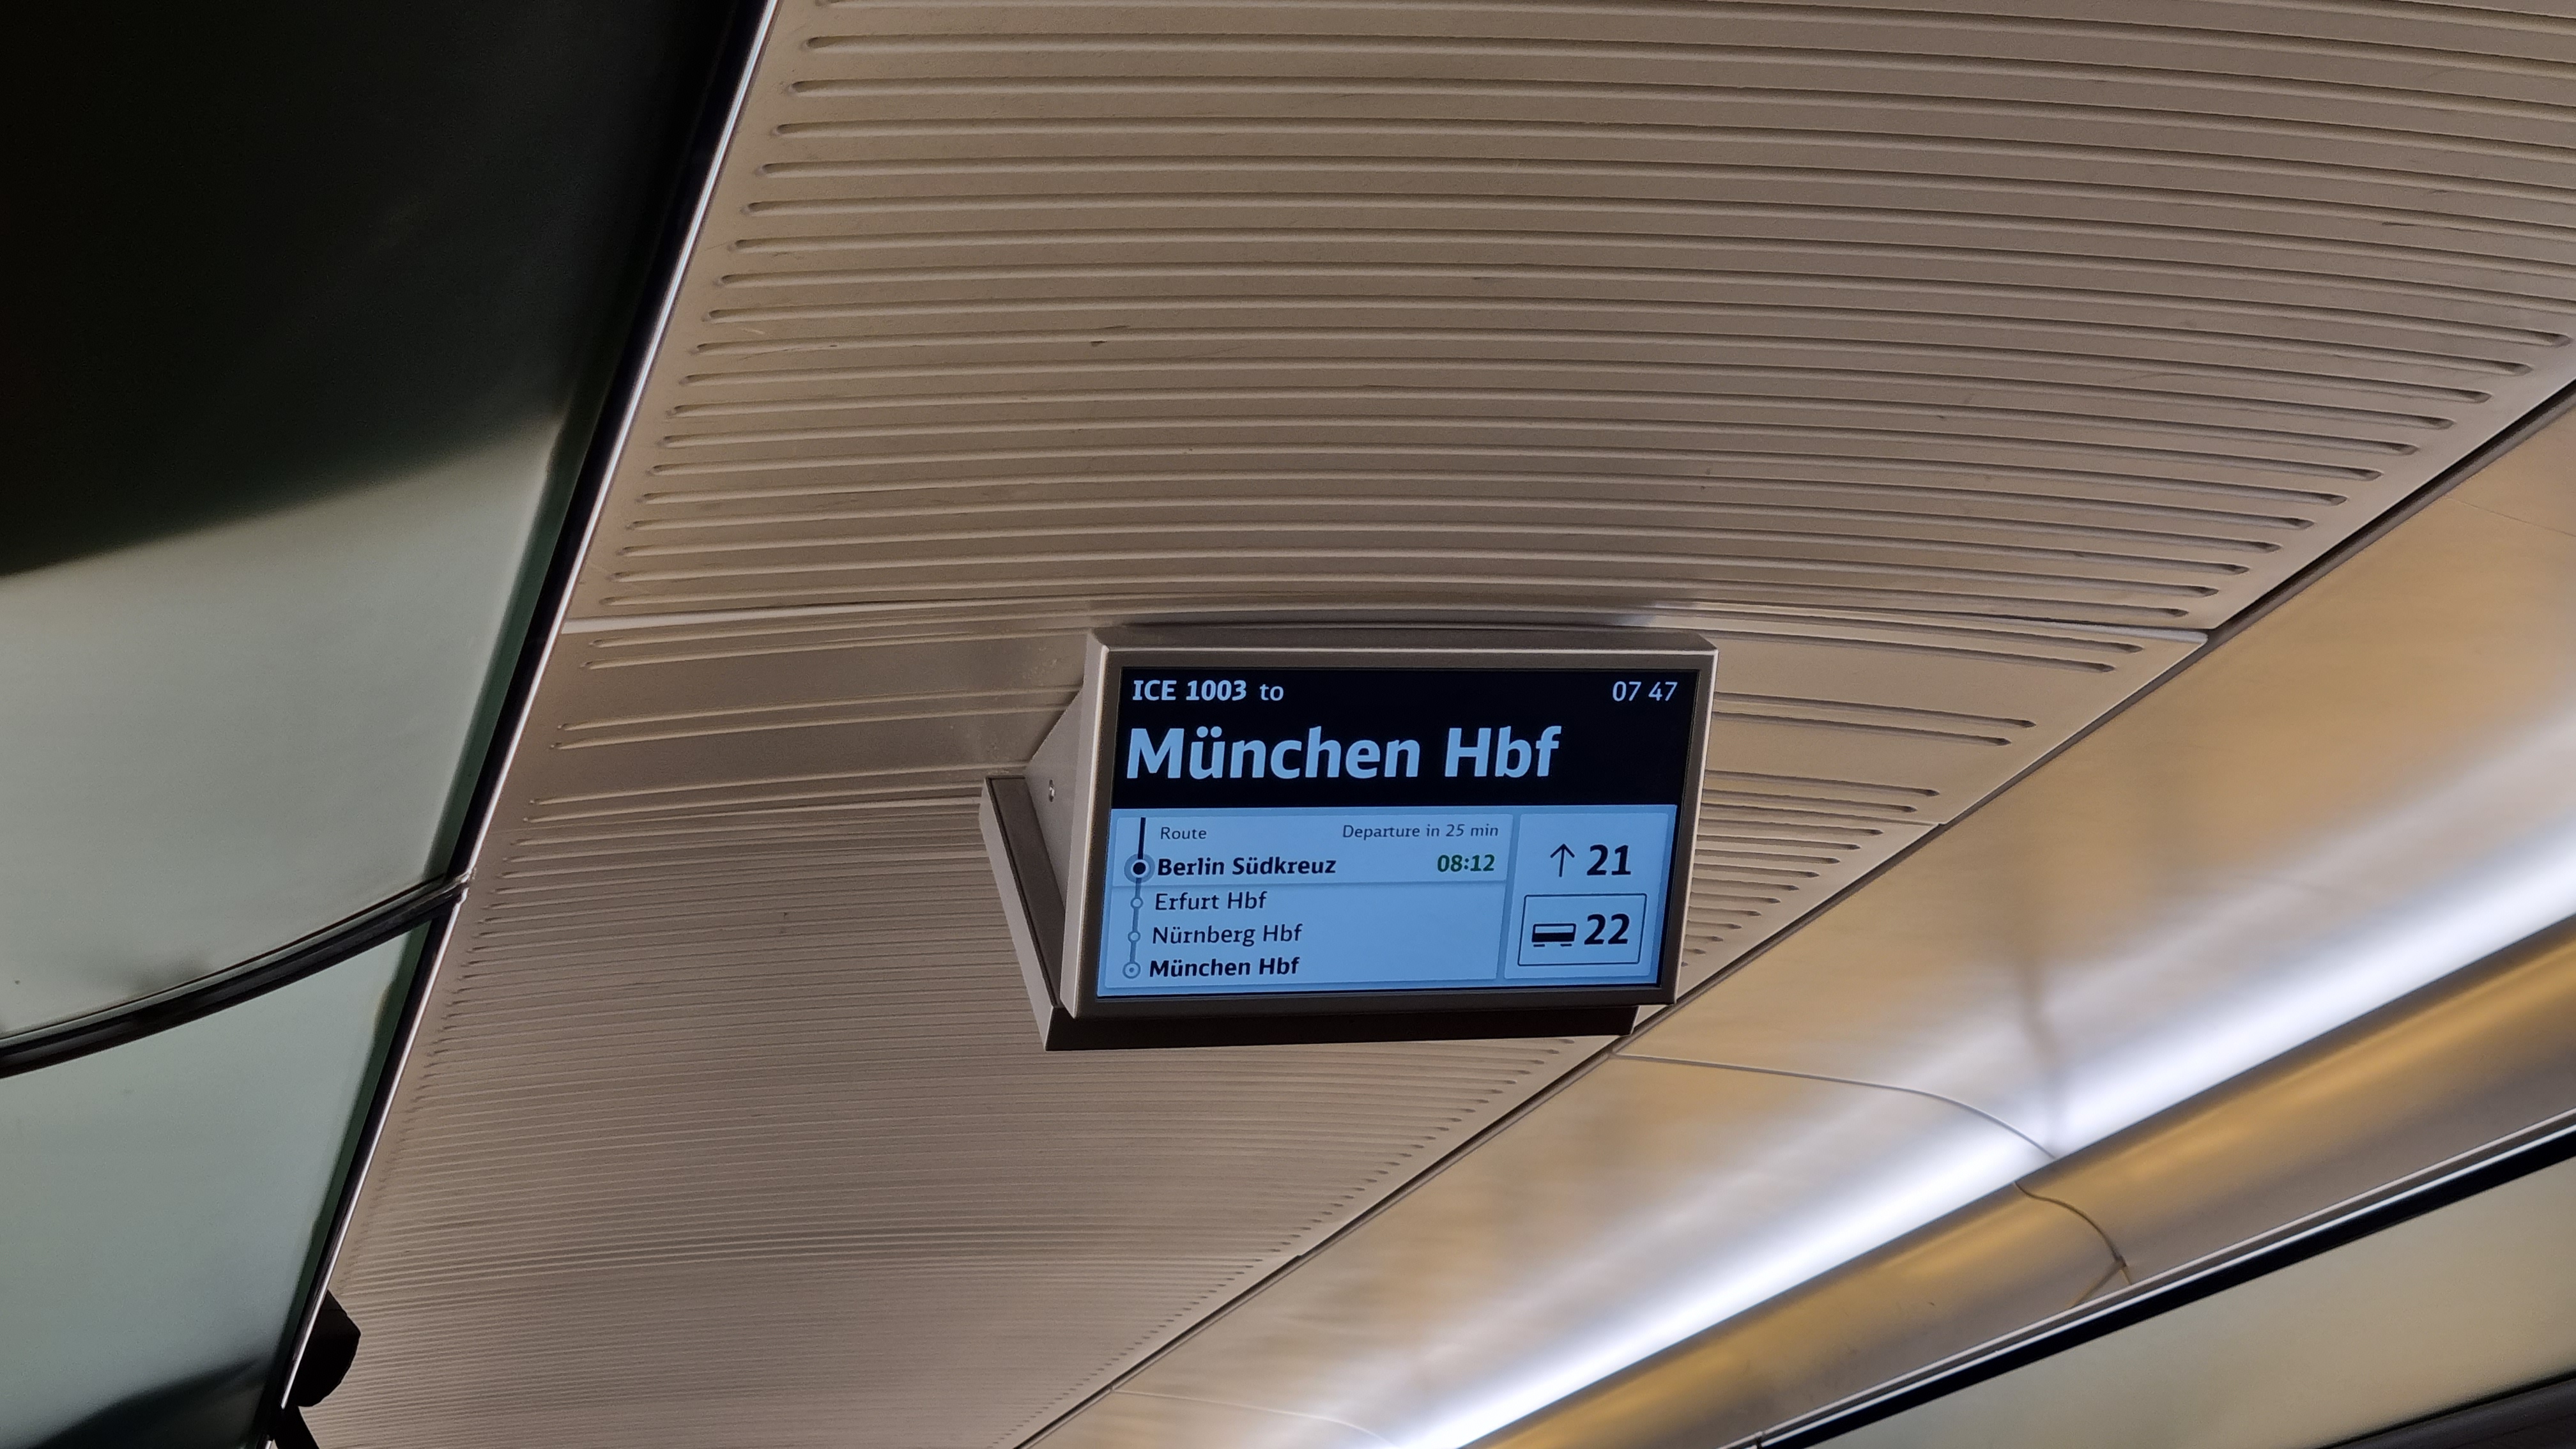 ICE 1003 to 07 47
München Hbf
Route Departure in 25 min
Berlin Südkreuz 08:12
Erfurt Hbf
Nürnberg Hbf
München Hbf
↑ 21
22